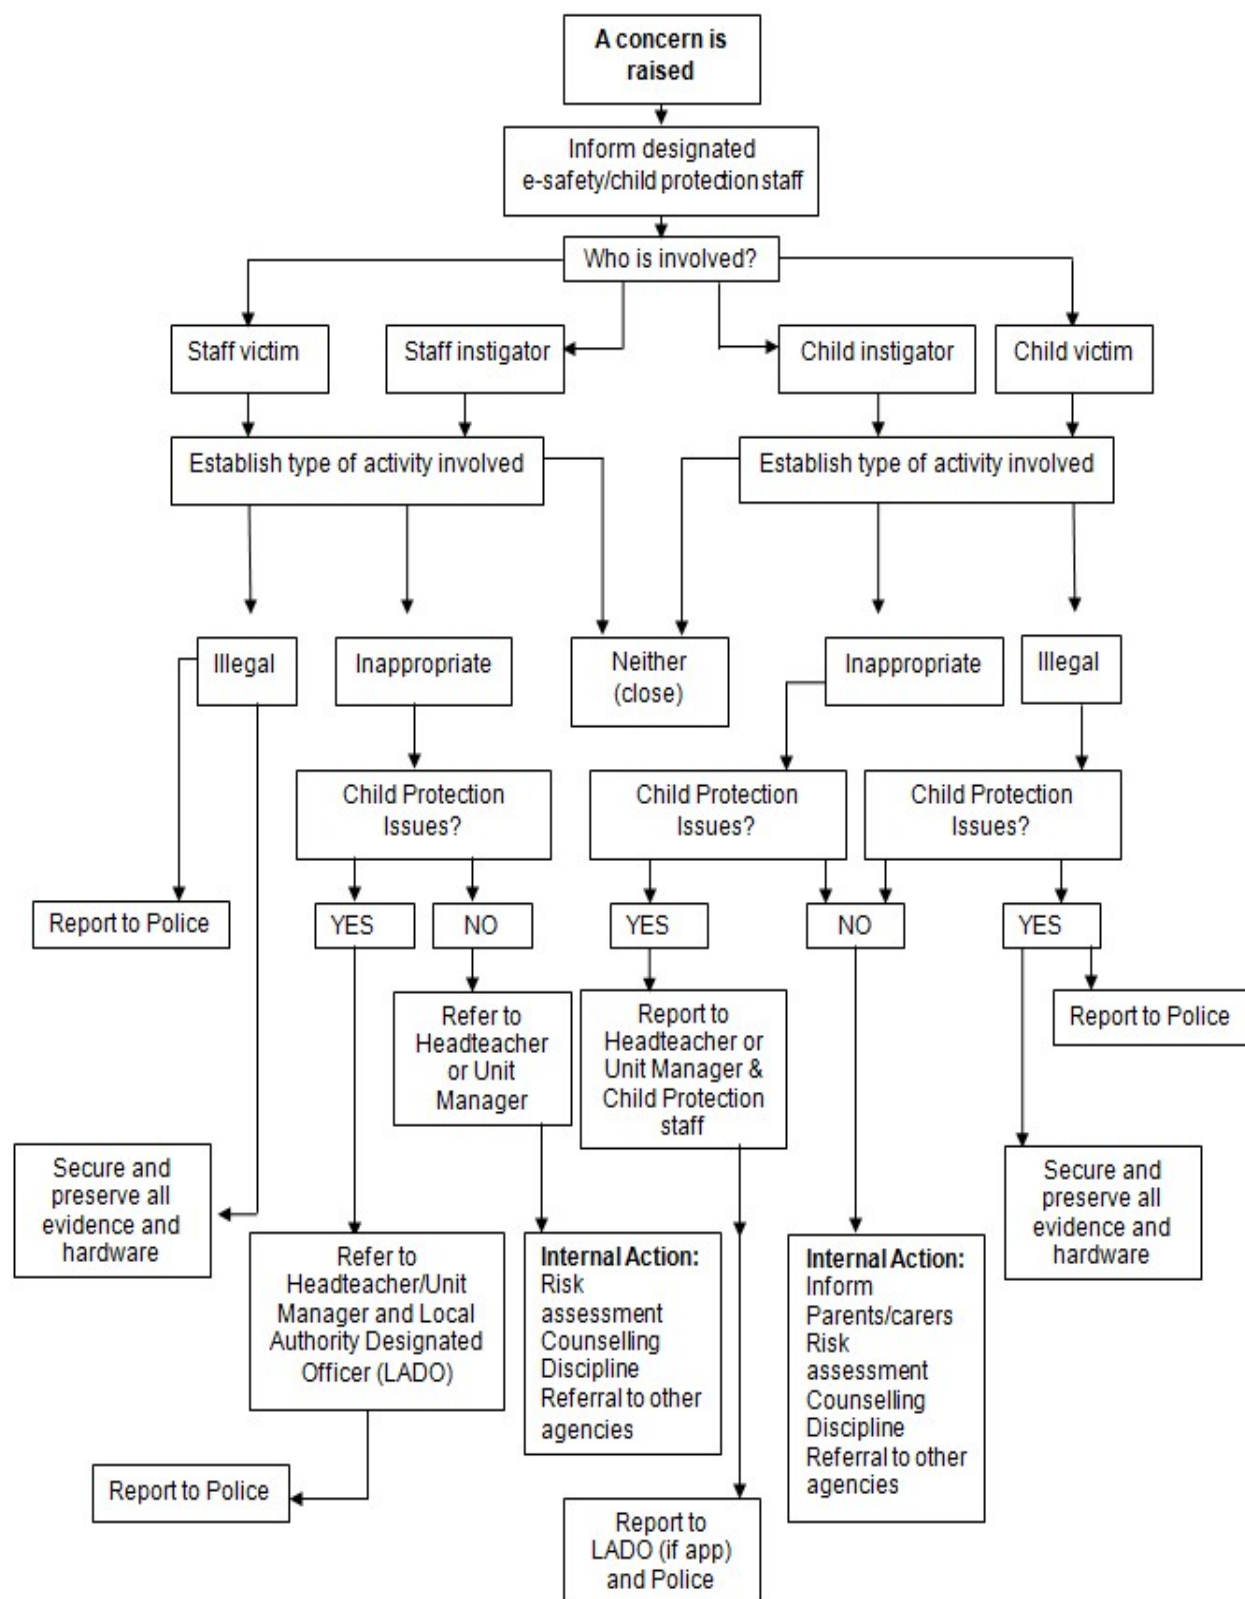 A concern is
raised
Inform designated
e-safety/child protection staff
Who is involved?
Staff victim
Staff instigator
Child instigator
Child victim
Establish type of activity involved
Establish type of activity involved
Illegal
Inappropriate
Neither
(close)
Inappropriate
Illegal
Child Protection
Issues?
Child Protection
Issues?
Child Protection
Issues?
Report to Police
YES
NO
YES
NO
YES
Refer to
Headteacher
or Unit
Manager
Report to
Headteacher or
Unit Manager &
Child Protection
staff
Report to Police
Secure and
preserve all
evidence and
hardware
Refer to
Headteacher/Unit
Manager and Local
Authority Designated
Officer (LADO)
Internal Action:
Risk
assessment
Counselling
Discipline
Referral to other
agencies
Internal Action:
Inform
Parents/carers
Risk
assessment
Counselling
Discipline
Referral to other
agencies
Secure and
preserve all
evidence and
hardware
Report to Police
Report to
LADO (if app)
and Police